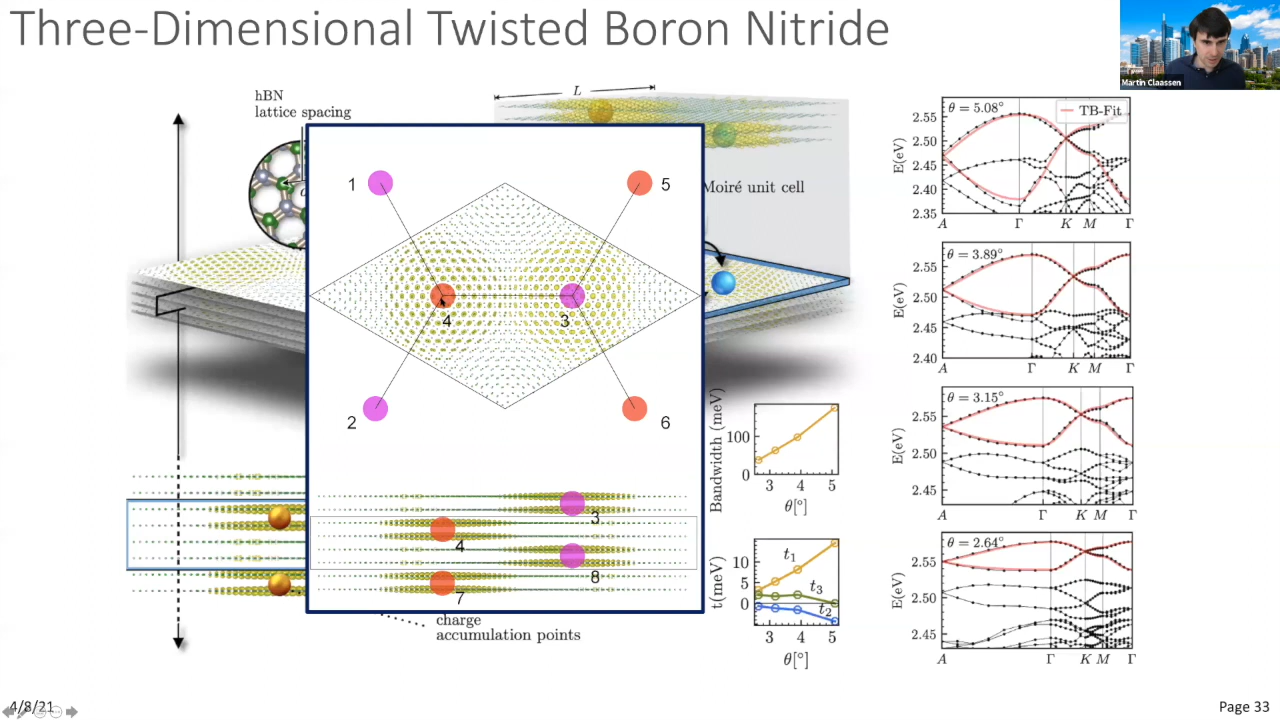 Three-Dimensional Twisted Boron Nitride
Martin Claassen
hBN
lattice spacing
L
Moiré unit cell
1
5
4
3
2
6
3
4
8
7
charge
accumulation points
Bandwidth (meV)
100
0
3
4
5
θ[°]
t(meV)
10
5
0
t₁
t₃
t₂
3
4
5
θ[°]
θ = 5.08°
TB-Fit
E(eV)
2.55
2.50
2.45
2.40
2.35
A Γ K M Γ
θ = 3.89°
E(eV)
2.55
2.50
2.45
2.40
A Γ K M Γ
θ = 3.15°
E(eV)
2.55
2.50
2.45
A Γ K M Γ
θ = 2.64°
E(eV)
2.55
2.50
2.45
A Γ K M Γ
4/8/21
Page 33